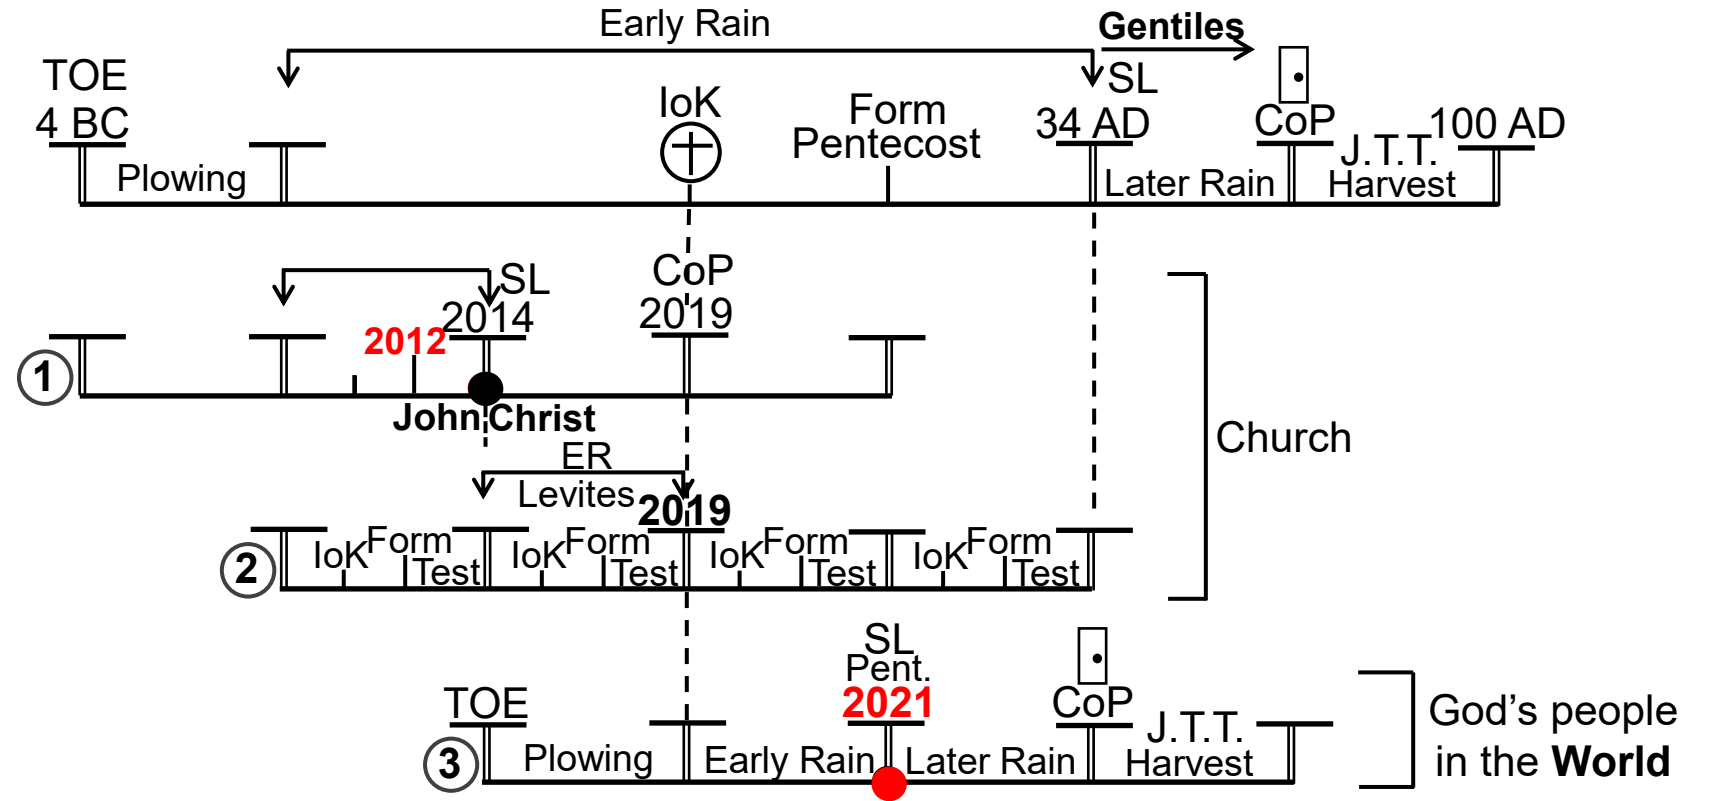 Early Rain
Gentiles
TOE
4 BC
IoK
Form
Pentecost
SL
34 AD
CoP
100 AD
Plowing
Later Rain
J.T.T.
Harvest
SL
2014
2012
CoP
2019
1
John Christ
Church
ER
Levites
2019
2
IoK Form Test IoK Form Test IoK Form Test IoK Form Test
SL
Pent.
2021
TOE
CoP
J.T.T.
3
Plowing Early Rain Later Rain Harvest
God's people
in the World